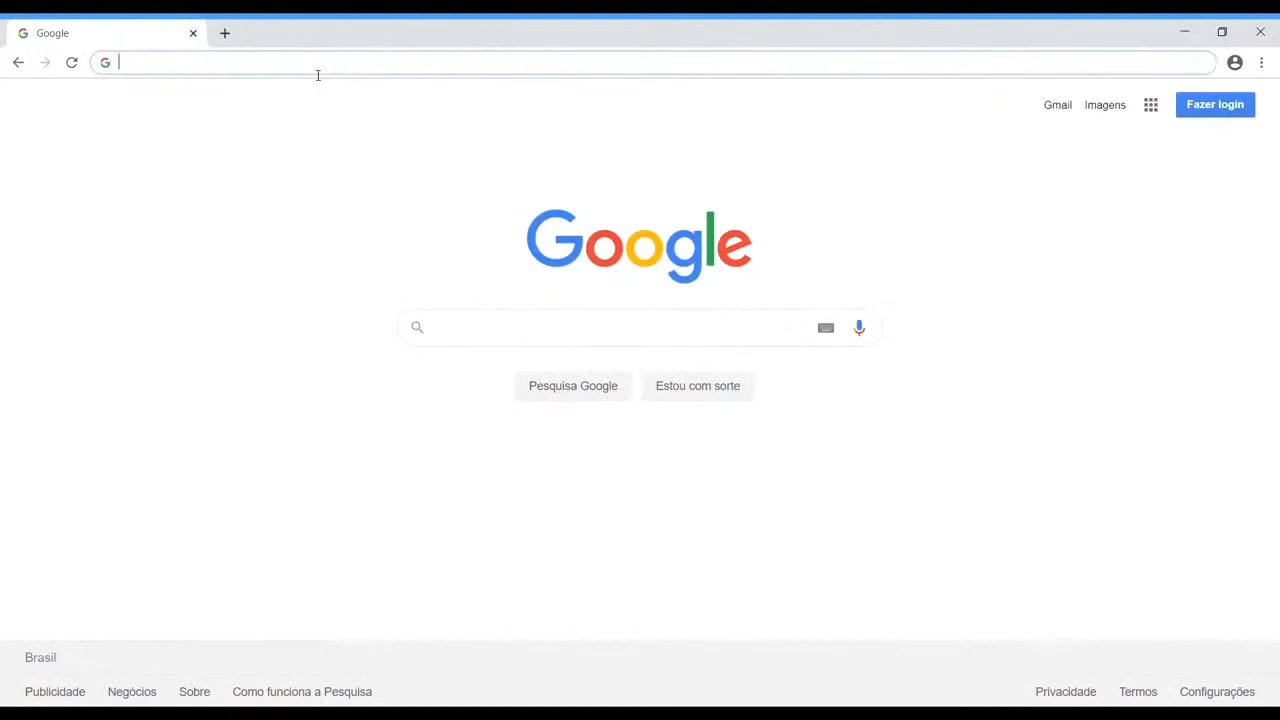 Google
Gmail Imagens Fazer login
Google
Pesquisa Google Estou com sorte
Brasil
Publicidade Negócios Sobre Como funciona a Pesquisa Privacidade Termos Configurações